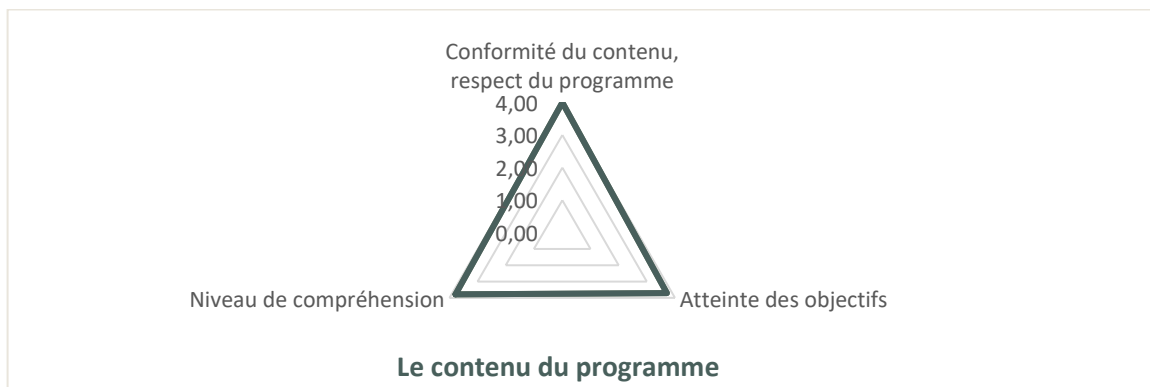 Conformité du contenu,
respect du programme
4,00
3,00
2,00
1,00
0,00
Niveau de compréhension
Atteinte des objectifs
Le contenu du programme